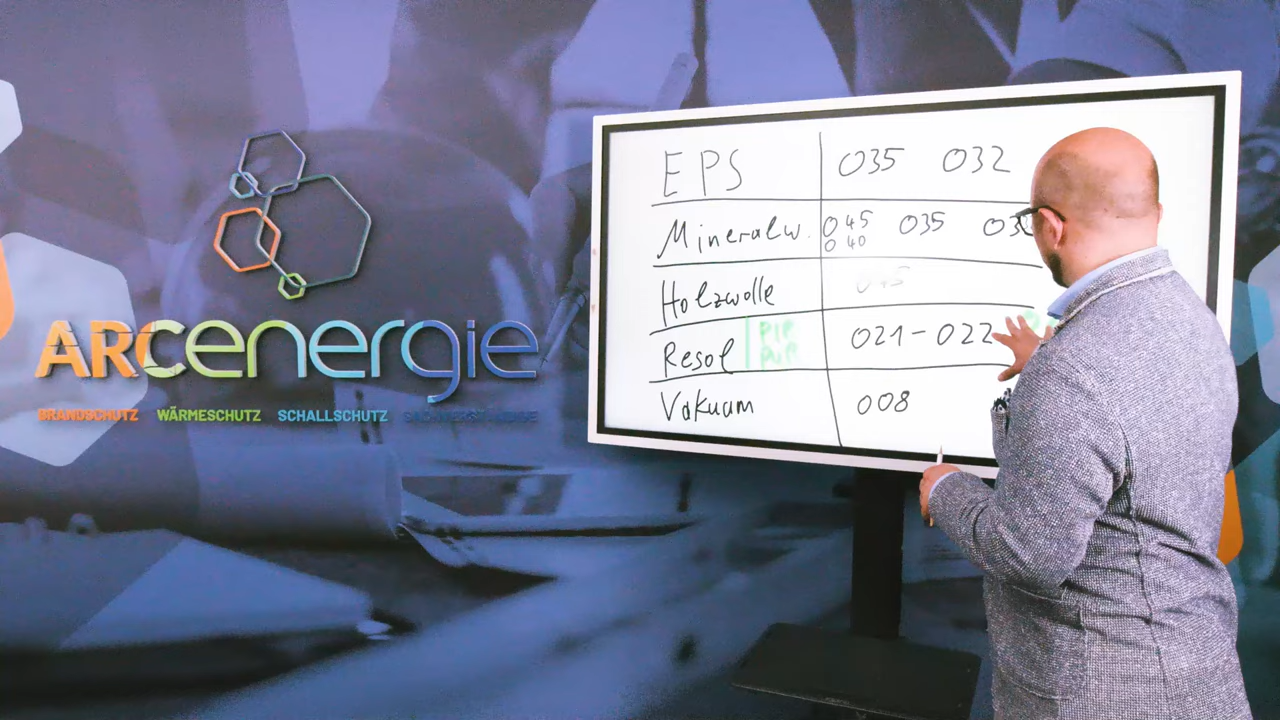 ARCenergie
BRANDSCHUTZ WÄRMESCHUTZ SCHALLSCHUTZ
EPS 035 032
Mineralw. 045 035
040
Holzwolle 045
PIR
Resol PUR 021-022
Vakuum 008